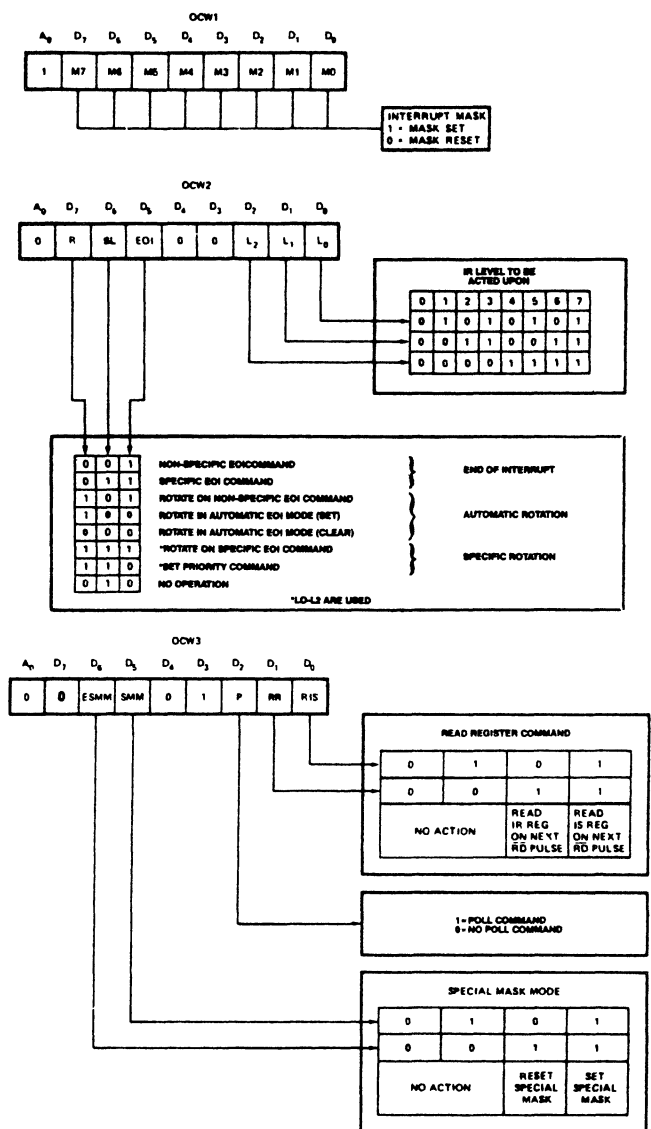 OCW1
A0 D7 D6 D5 D4 D3 D2 D1 D0
1 M7 M6 M5 M4 M3 M2 M1 M0
INTERRUPT MASK
1 = MASK SET
0 = MASK RESET
OCW2
A0 D7 D6 D5 D4 D3 D2 D1 D0
0 R SL EOI 0 0 L2 L1 L0
IR LEVEL TO BE
ACTED UPON
0 1 2 3 4 5 6 7
0 1 0 1 0 1 0 1
0 0 1 1 0 0 1 1
0 0 0 0 1 1 1 1
0 0 1 NON-SPECIFIC EOICOMMAND
0 1 1 SPECIFIC EOI COMMAND
END OF INTERRUPT
1 0 1 ROTATE ON NON-SPECIFIC EOI COMMAND
1 0 0 ROTATE IN AUTOMATIC EOI MODE (SET)
0 0 0 ROTATE IN AUTOMATIC EOI MODE (CLEAR)
AUTOMATIC ROTATION
1 1 1 *ROTATE ON SPECIFIC EOI COMMAND
1 1 0 *SET PRIORITY COMMAND
SPECIFIC ROTATION
0 1 0 NO OPERATION
*LO-L2 ARE USED
OCW3
An D7 D6 D5 D4 D3 D2 D1 D0
0 0 ESMM SMM 0 1 P RR RIS
READ REGISTER COMMAND
0 1 0 1
0 0 1 1
NO ACTION
READ
IR REG
ON NEXT
RD PULSE
READ
IS REG
ON NEXT
RD PULSE
1 = POLL COMMAND
0 = NO POLL COMMAND
SPECIAL MASK MODE
0 1 0 1
0 0 1 1
NO ACTION
RESET
SPECIAL
MASK
SET
SPECIAL
MASK